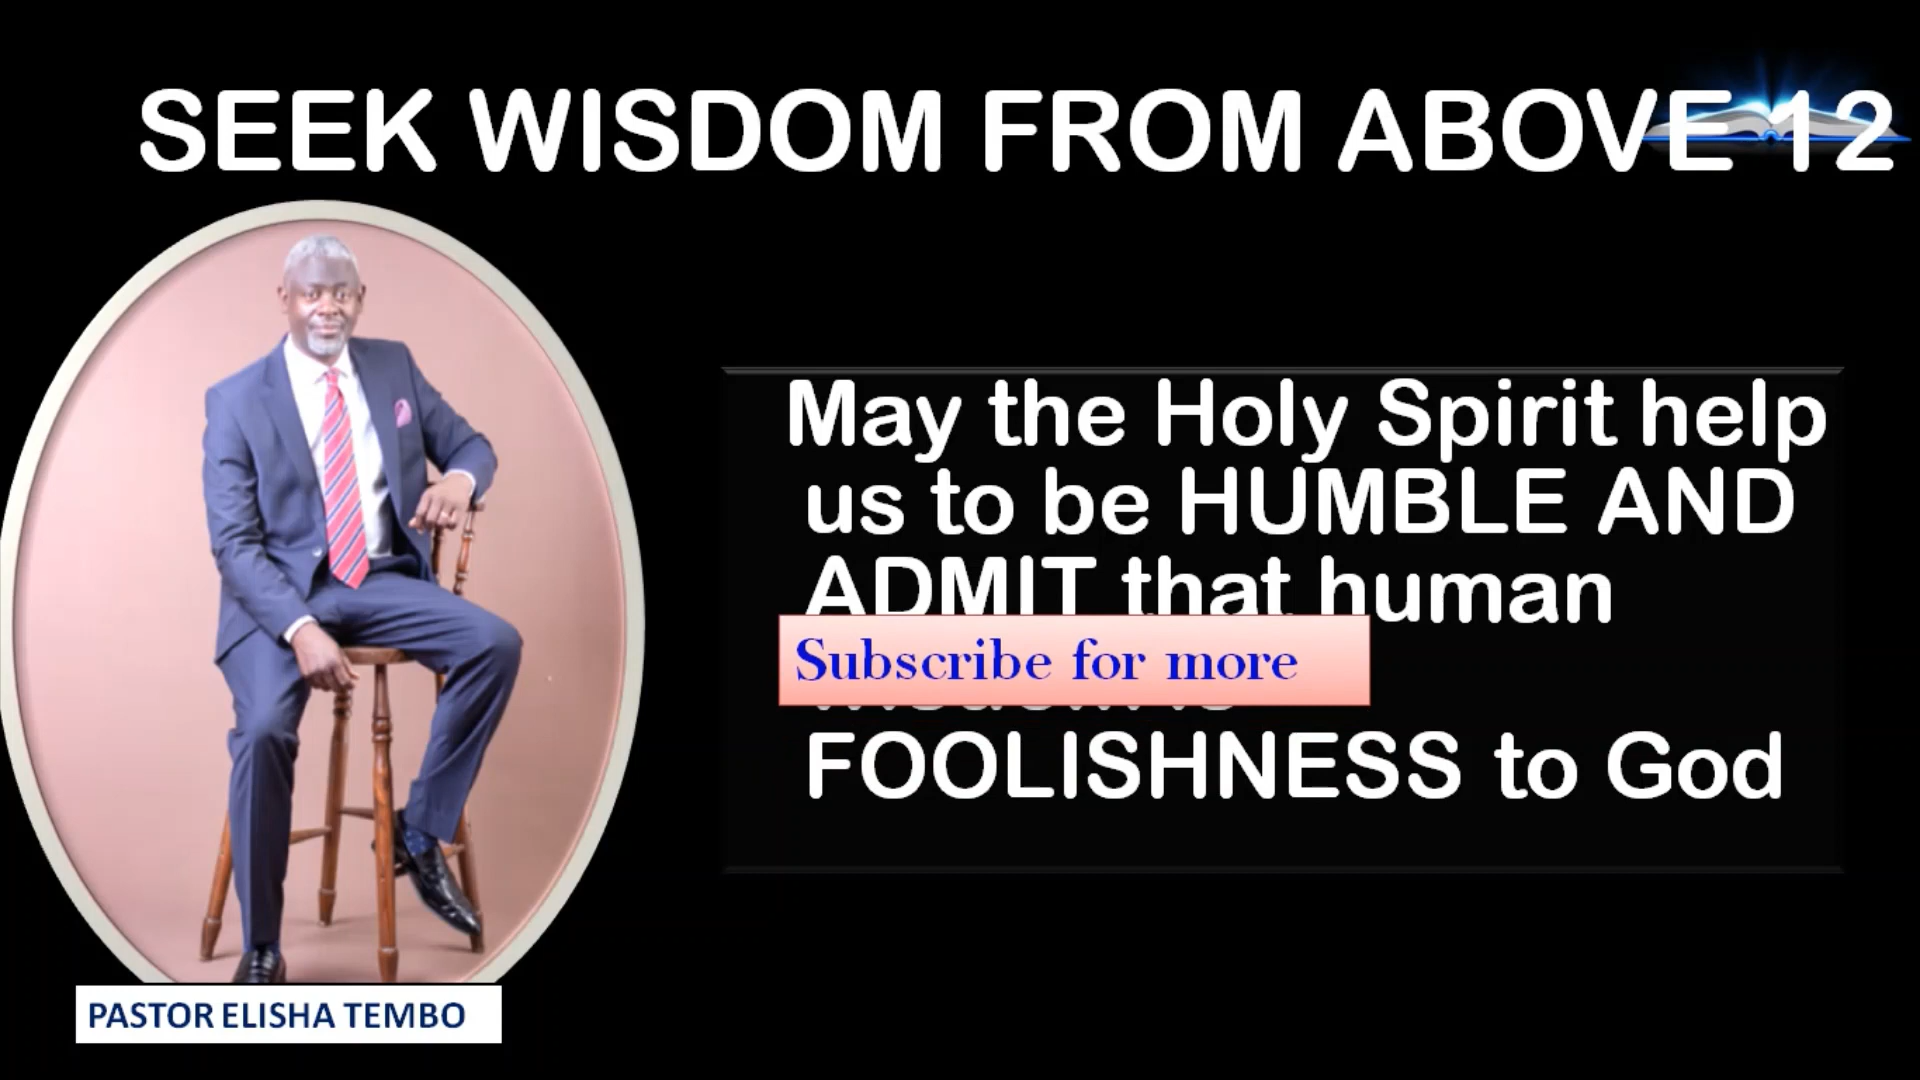 SEEK WISDOM FROM ABOVE 12
May the Holy Spirit help
us to be HUMBLE AND
ADMIT that human
Subscribe for more
FOOLISHNESS to God
PASTOR ELISHA TEMBO